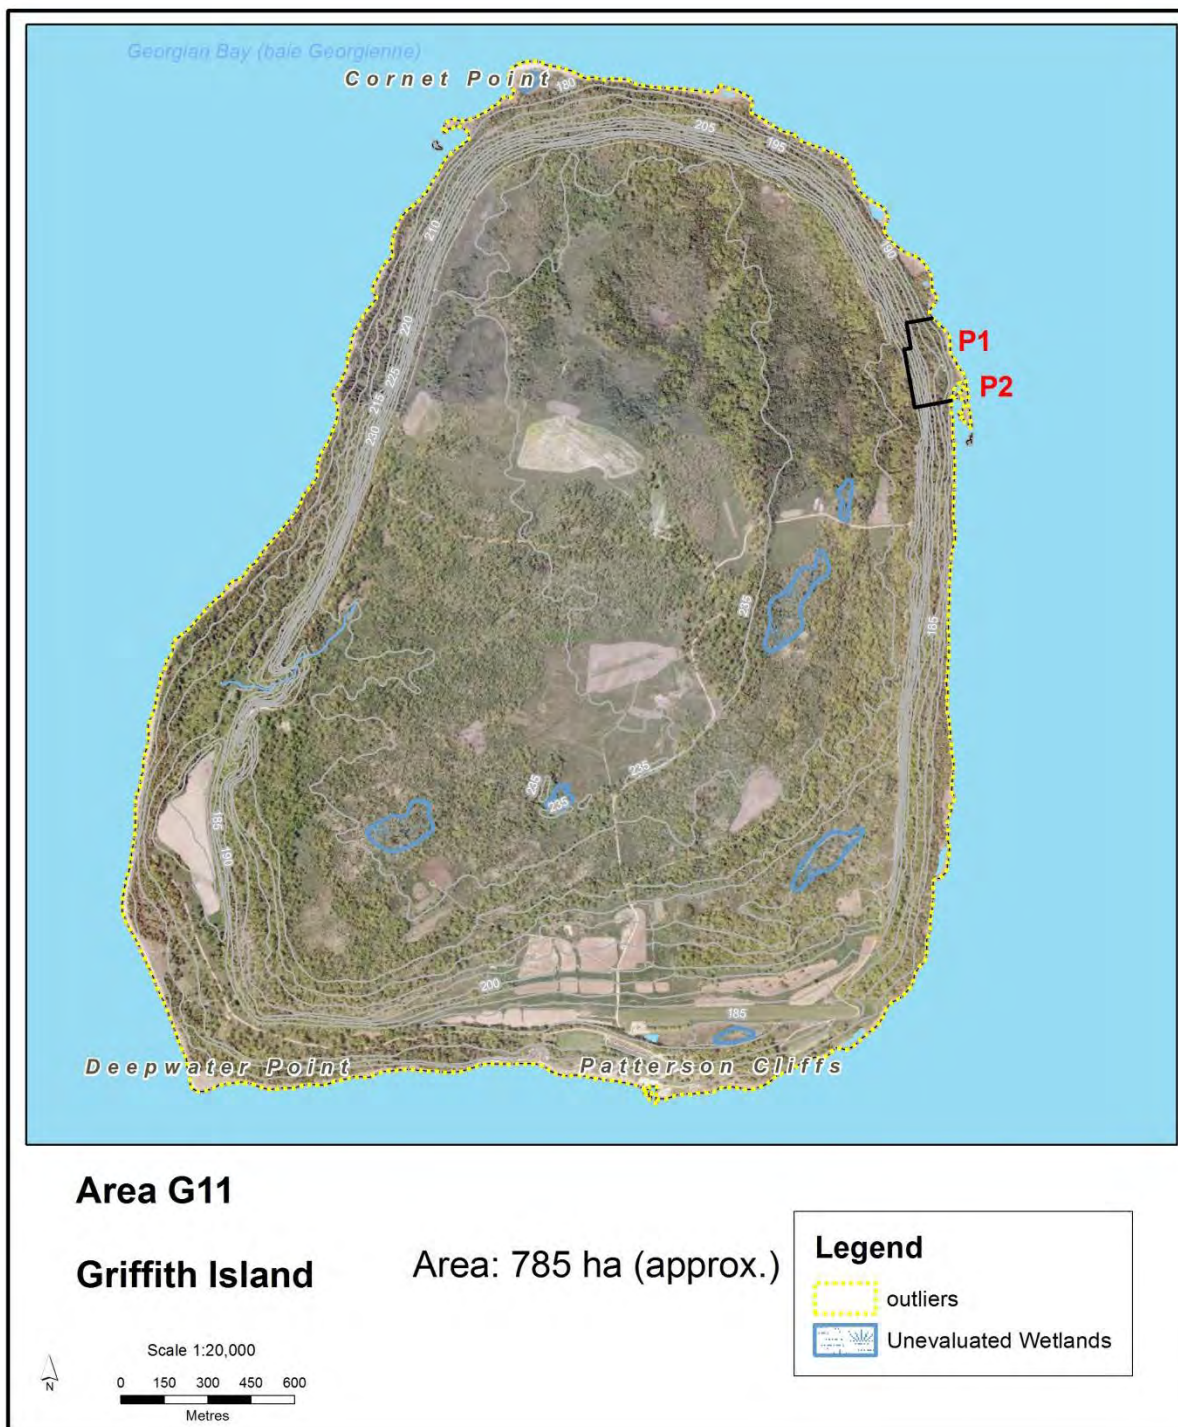 Georgian Bay (baie Georgienne)
Cornet Point
180
205
195
210
190
P1
220
P2
225
215
230
235
185
235
235
235
185
190
200
185
Deepwater Point
Patterson Cliffs
Area G11
Griffith Island
Area: 785 ha (approx.)
Legend
outliers
Unevaluated Wetlands
Scale 1:20,000
N
0 150 300 450 600
Metres